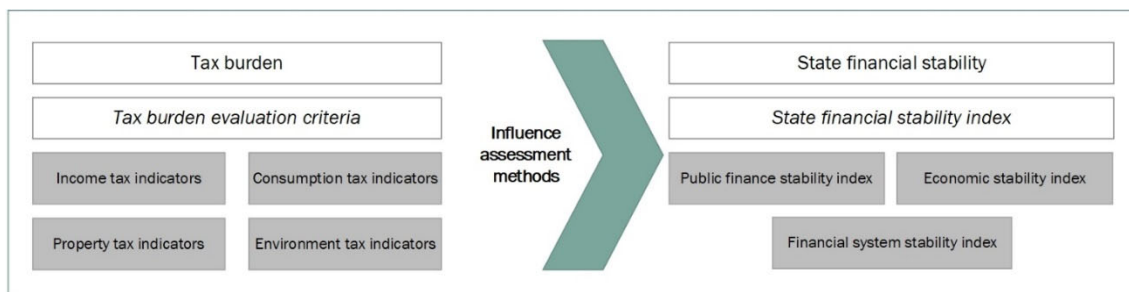 Tax burden
Tax burden evaluation criteria
Income tax indicators
Consumption tax indicators
Property tax indicators
Environment tax indicators
Influence
assessment
methods
State financial stability
State financial stability index
Public finance stability index
Economic stability index
Financial system stability index